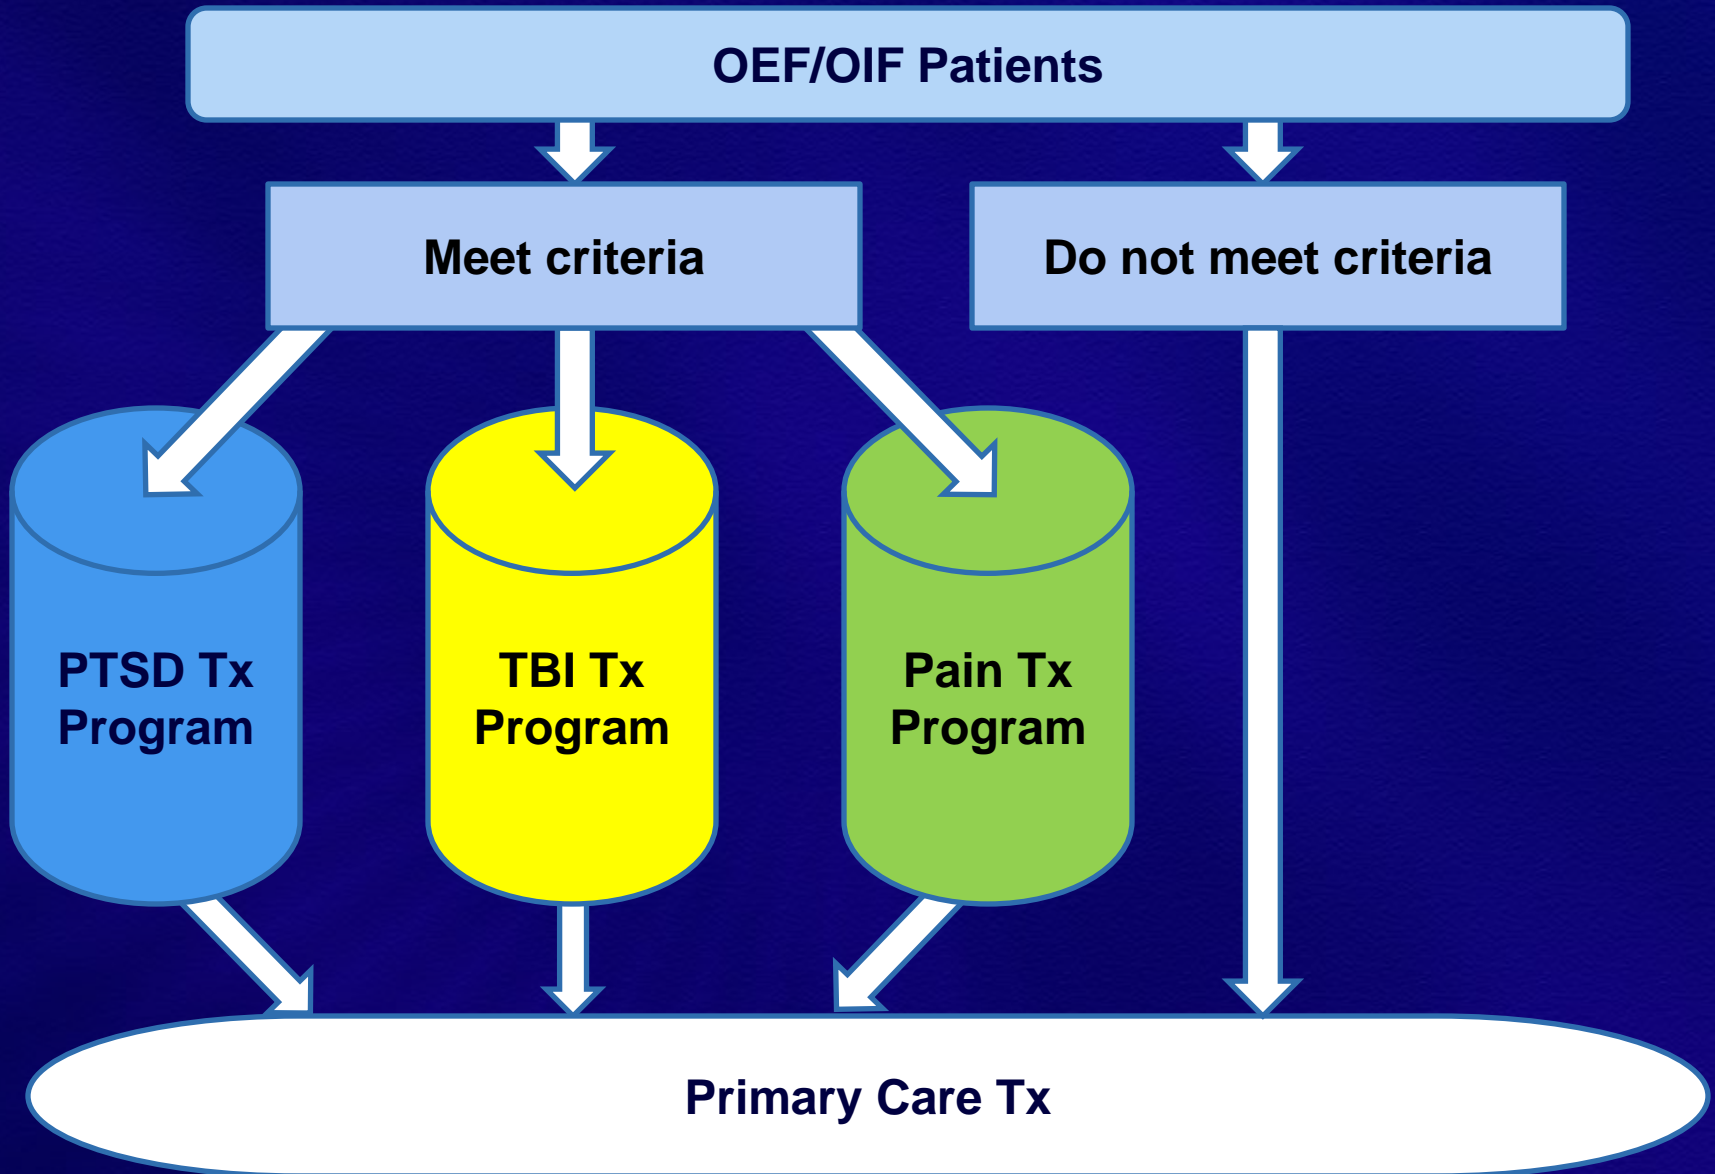 OEF/OIF Patients
Meet criteria
Do not meet criteria
PTSD Tx
Program
TBI Tx
Program
Pain Tx
Program
Primary Care Tx